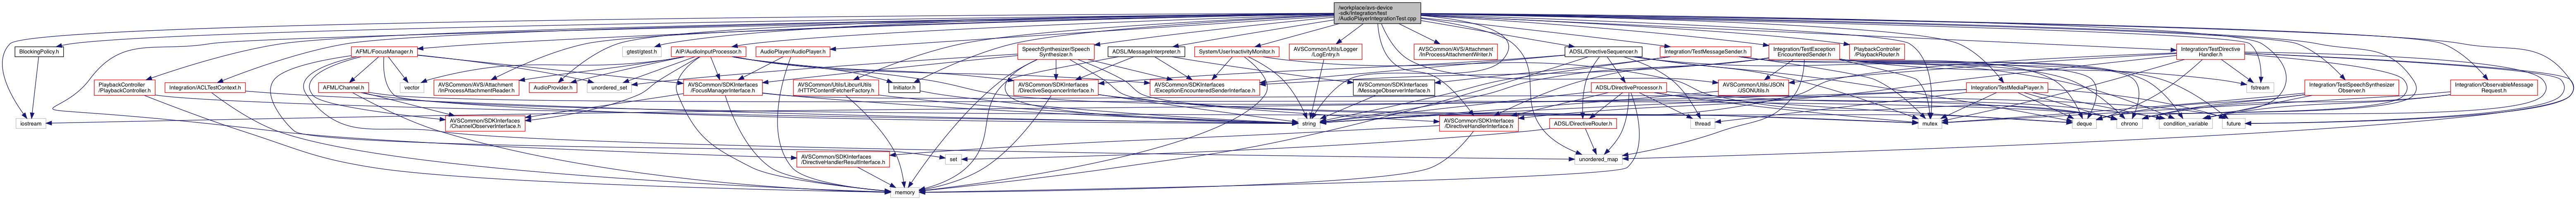 /workplace/avs-device
-sdk/Integration/test
/AudioPlayerIntegrationTest.cpp
BlockingPolicy.h
AFML/FocusManager.h
gtest/gtest.h
AIP/AudioInputProcessor.h
AudioPlayer/AudioPlayer.h
SpeechSynthesizer/Speech
Synthesizer.h
ADSL/MessageInterpreter.h
System/UserInactivityMonitor.h
AVSCommon/Utils/Logger
/LogEntry.h
AVSCommon/AVS/Attachment
/InProcessAttachmentWriter.h
ADSL/DirectiveSequencer.h
Integration/TestMessageSender.h
Integration/TestException
EncounteredSender.h
PlaybackController
/PlaybackRouter.h
Integration/TestDirective
Handler.h
PlaybackController
/PlaybackController.h
Integration/ACLTestContext.h
AFML/Channel.h
vector
AVSCommon/AVS/Attachment
/InProcessAttachmentReader.h
AudioProvider.h
unordered_set
AVSCommon/SDKInterfaces
/FocusManagerInterface.h
AVSCommon/Utils/LibcurlUtils
/HTTPContentFetcherFactory.h
Initiator.h
AVSCommon/SDKInterfaces
/DirectiveSequencerInterface.h
AVSCommon/SDKInterfaces
/ExceptionEncounteredSenderInterface.h
AVSCommon/SDKInterfaces
/MessageObserverInterface.h
ADSL/DirectiveProcessor.h
AVSCommon/Utils/JSON
/JSONUtils.h
Integration/TestMediaPlayer.h
fstream
Integration/TestSpeechSynthesizer
Observer.h
Integration/ObservableMessage
Request.h
iostream
AVSCommon/SDKInterfaces
/ChannelObserverInterface.h
string
AVSCommon/SDKInterfaces
/DirectiveHandlerInterface.h
ADSL/DirectiveRouter.h
thread
mutex
deque
chrono
condition_variable
future
AVSCommon/SDKInterfaces
/DirectiveHandlerResultInterface.h
set
unordered_map
memory